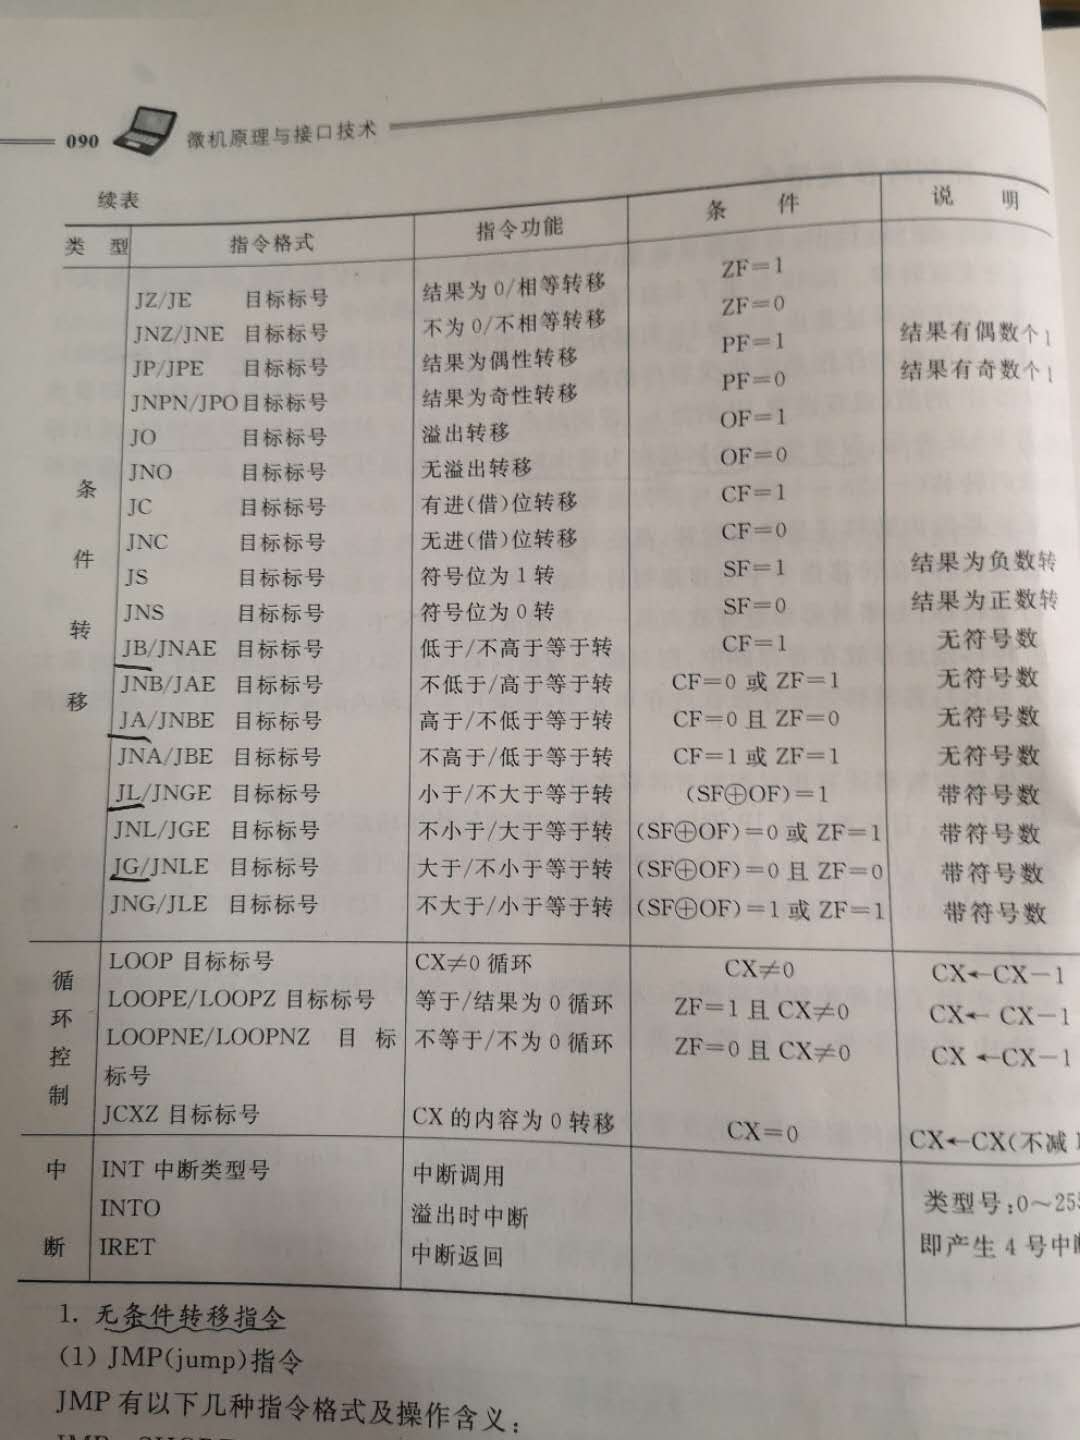 090 微机原理与接口技术
续表
类 型 指令格式 指令功能 条 件 说 明
JZ/JE 目标标号 结果为0/相等转移 ZF=1
JNZ/JNE 目标标号 不为0/不相等转移 ZF=0
JP/JPE 目标标号 结果为偶性转移 PF=1 结果有偶数个1
JNPN/JPO目标标号 结果为奇性转移 PF=0 结果有奇数个1
JO 目标标号 溢出转移 OF=1
JNO 目标标号 无溢出转移 OF=0
JC 目标标号 有进(借)位转移 CF=1
JNC 目标标号 无进(借)位转移 CF=0
JS 目标标号 符号位为1转 SF=1 结果为负数转
JNS 目标标号 符号位为0转 SF=0 结果为正数转
条件转移 JB/JNAE 目标标号 低于/不高于等于转 CF=1 无符号数
JNB/JAE 目标标号 不低于/高于等于转 CF=0 或 ZF=1 无符号数
JA/JNBE 目标标号 高于/不低于等于转 CF=0 且 ZF=0 无符号数
JNA/JBE 目标标号 不高于/低于等于转 CF=1 或 ZF=1 无符号数
JL/JNGE 目标标号 小于/不大于等于转 (SF⊕OF)=1 带符号数
JNL/JGE 目标标号 不小于/大于等于转 (SF⊕OF)=0 或 ZF=1 带符号数
JG/JNLE 目标标号 大于/不小于等于转 (SF⊕OF)=0 且 ZF=0 带符号数
JNG/JLE 目标标号 不大于/小于等于转 (SF⊕OF)=1 或 ZF=1 带符号数
循环控制 LOOP 目标标号 CX≠0 循环 CX≠0 CX←CX-1
LOOPE/LOOPZ 目标标号 等于/结果为0循环 ZF=1 且 CX≠0 CX←CX-1
LOOPNE/LOOPNZ 目 标 不等于/不为0循环 ZF=0 且 CX≠0 CX←CX-1
标号
JCXZ 目标标号 CX的内容为0转移 CX=0 CX←CX(不减
中断 INT 中断类型号 中断调用 类型号:0～255
INTO 溢出时中断 即产生4号中
IRET 中断返回
1. 无条件转移指令
(1) JMP(jump)指令
JMP 有以下几种指令格式及操作含义: